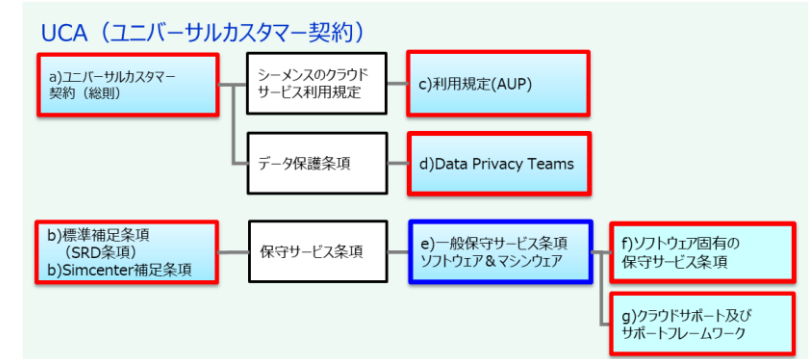 UCA（ユニバーサルカスタマー契約）
a)ユニバーサルカスタマー
契約（総則）
シーメンスのクラウド
サービス利用規定
c)利用規定(AUP)
データ保護条項
d)Data Privacy Teams
b)標準補足条項
（SRD条項）
b)Simcenter補足条項
保守サービス条項
e)一般保守サービス条項
ソフトウェア＆マシンウェア
f)ソフトウェア固有の
保守サービス条項
g)クラウドサポート及び
サポートフレームワーク